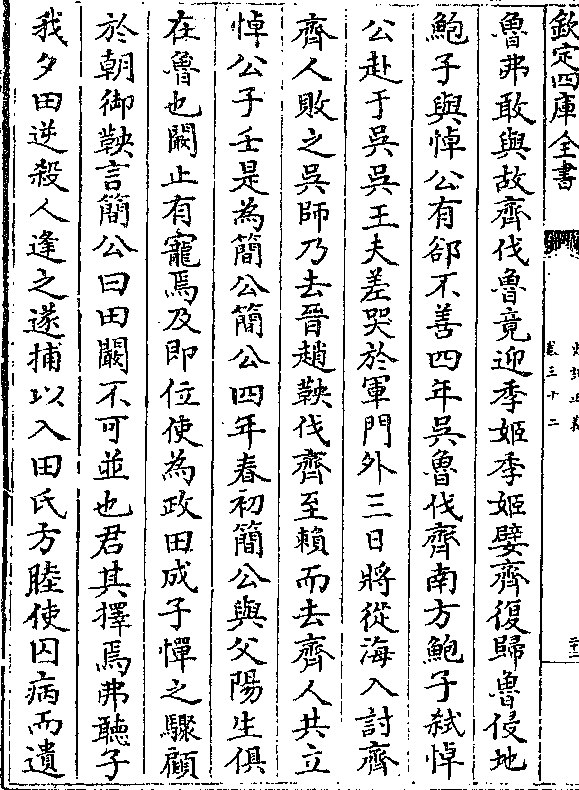 欽定四庫全書
史記正義
卷三十二
魯弗敢與故齊伐魯竟迎季姬季姬嬖齊復歸魯侵地
鮑子與悼公有郤不善四年吳魯伐齊南方鮑子弑悼
公赴于吳吳王夫差哭於軍門外三日將從海入討齊
齊人敗之吳師乃去晉趙鞅伐齊至賴而去齊人共立
悼公子壬是為簡公簡公四年春初簡公與父陽生俱
在魯也闞止有寵焉及即位使為政田成子憚之驟顧
於朝御鞅言簡公曰田闞不可並也君其擇焉弗聽子
我夕田逆殺人逢之遂捕以入田氏方睦使囚病而遺